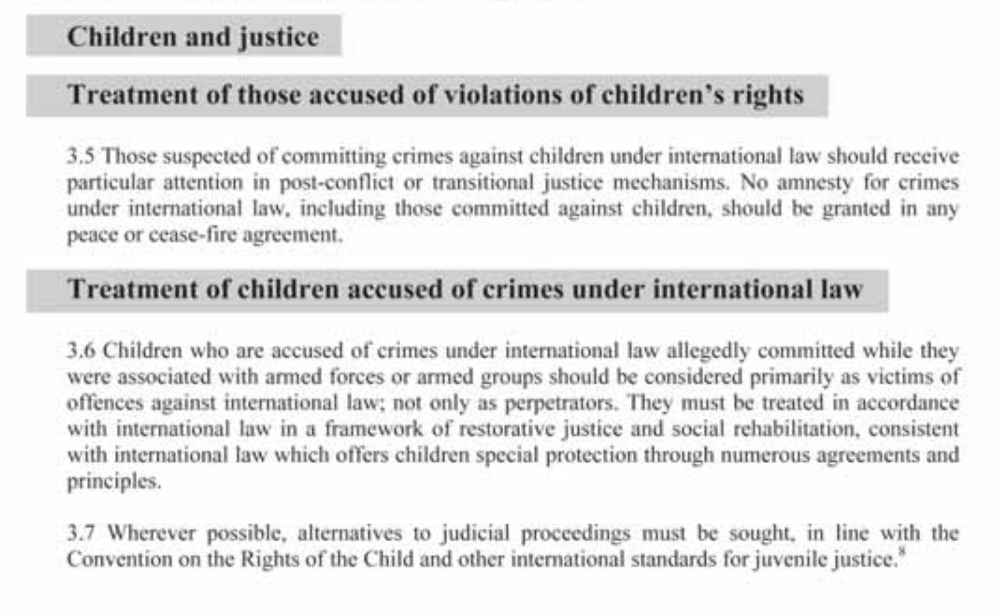 Children and justice
Treatment of those accused of violations of children's rights
3.5 Those suspected of committing crimes against children under international law should receive
particular attention in post-conflict or transitional justice mechanisms. No amnesty for crimes
under international law, including those committed against children, should be granted in any
peace or cease-fire agreement.
Treatment of children accused of crimes under international law
3.6 Children who are accused of crimes under international law allegedly committed while they
were associated with armed forces or armed groups should be considered primarily as victims of
offences against international law; not only as perpetrators. They must be treated in accordance
with international law in a framework of restorative justice and social rehabilitation, consistent
with international law which offers children special protection through numerous agreements and
principles.
3.7 Wherever possible, alternatives to judicial proceedings must be sought, in line with the
Convention on the Rights of the Child and other international standards for juvenile justice.⁸